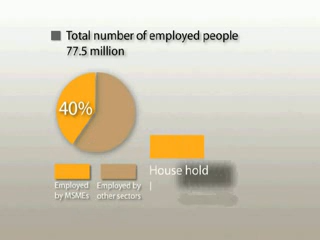 Total number of employed people
77.5 million
40%
House hold
Employed
by MSMEs
Employed by
other sectors